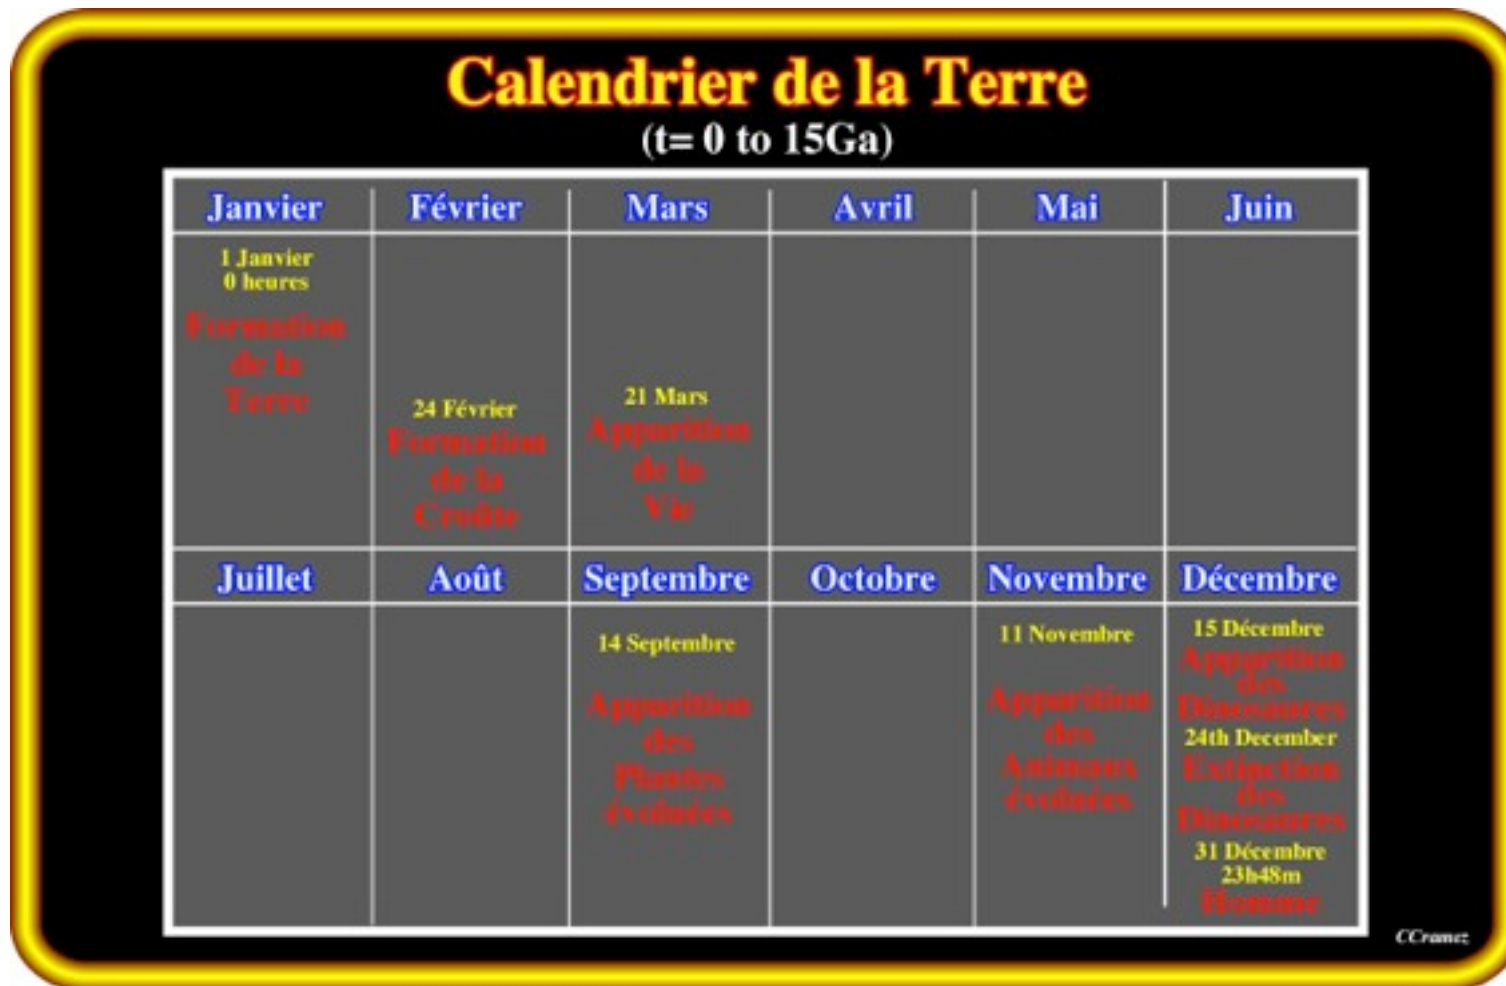 Calendrier de la Terre
(t= 0 to 15Ga)
Janvier Février Mars Avril Mai Juin
1 Janvier
0 heures
Formation
de la
Terre
24 Février
Formation
de la
Croûte
21 Mars
Apparition
de la
Vie
Juillet Août Septembre Octobre Novembre Décembre
14 Septembre
Apparition
des
Plantes
évoluées
11 Novembre
Apparition
des
Animaux
évoluées
15 Décembre
Apparition
des
Dinosaures
24th December
Extinction
des
Dinosaures
31 Décembre
23h48m
Homme
CCramez